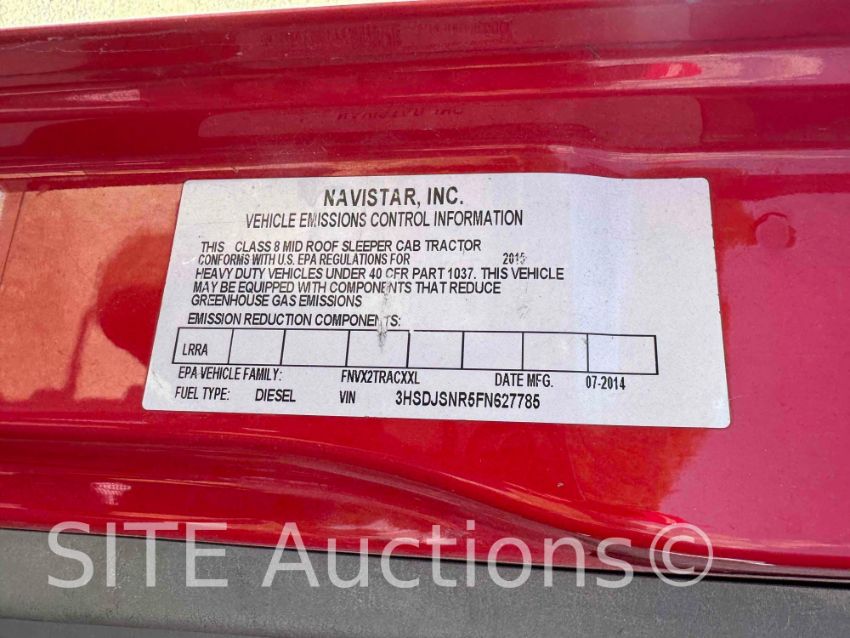 NAVISTAR, INC.
VEHICLE EMISSIONS CONTROL INFORMATION
THIS CLASS 8 MID ROOF SLEEPER CAB TRACTOR
CONFORMS WITH U.S. EPA REGULATIONS FOR 2015
HEAVY DUTY VEHICLES UNDER 40 CFR PART 1037. THIS VEHICLE
MAY BE EQUIPPED WITH COMPONENTS THAT REDUCE
GREENHOUSE GAS EMISSIONS
EMISSION REDUCTION COMPONENTS:
LRRA
EPA VEHICLE FAMILY: FNVX2TRACXXL DATE MFG. 07-2014
FUEL TYPE: DIESEL VIN 3HSDJSNR5FN627785
SITE Auctions©